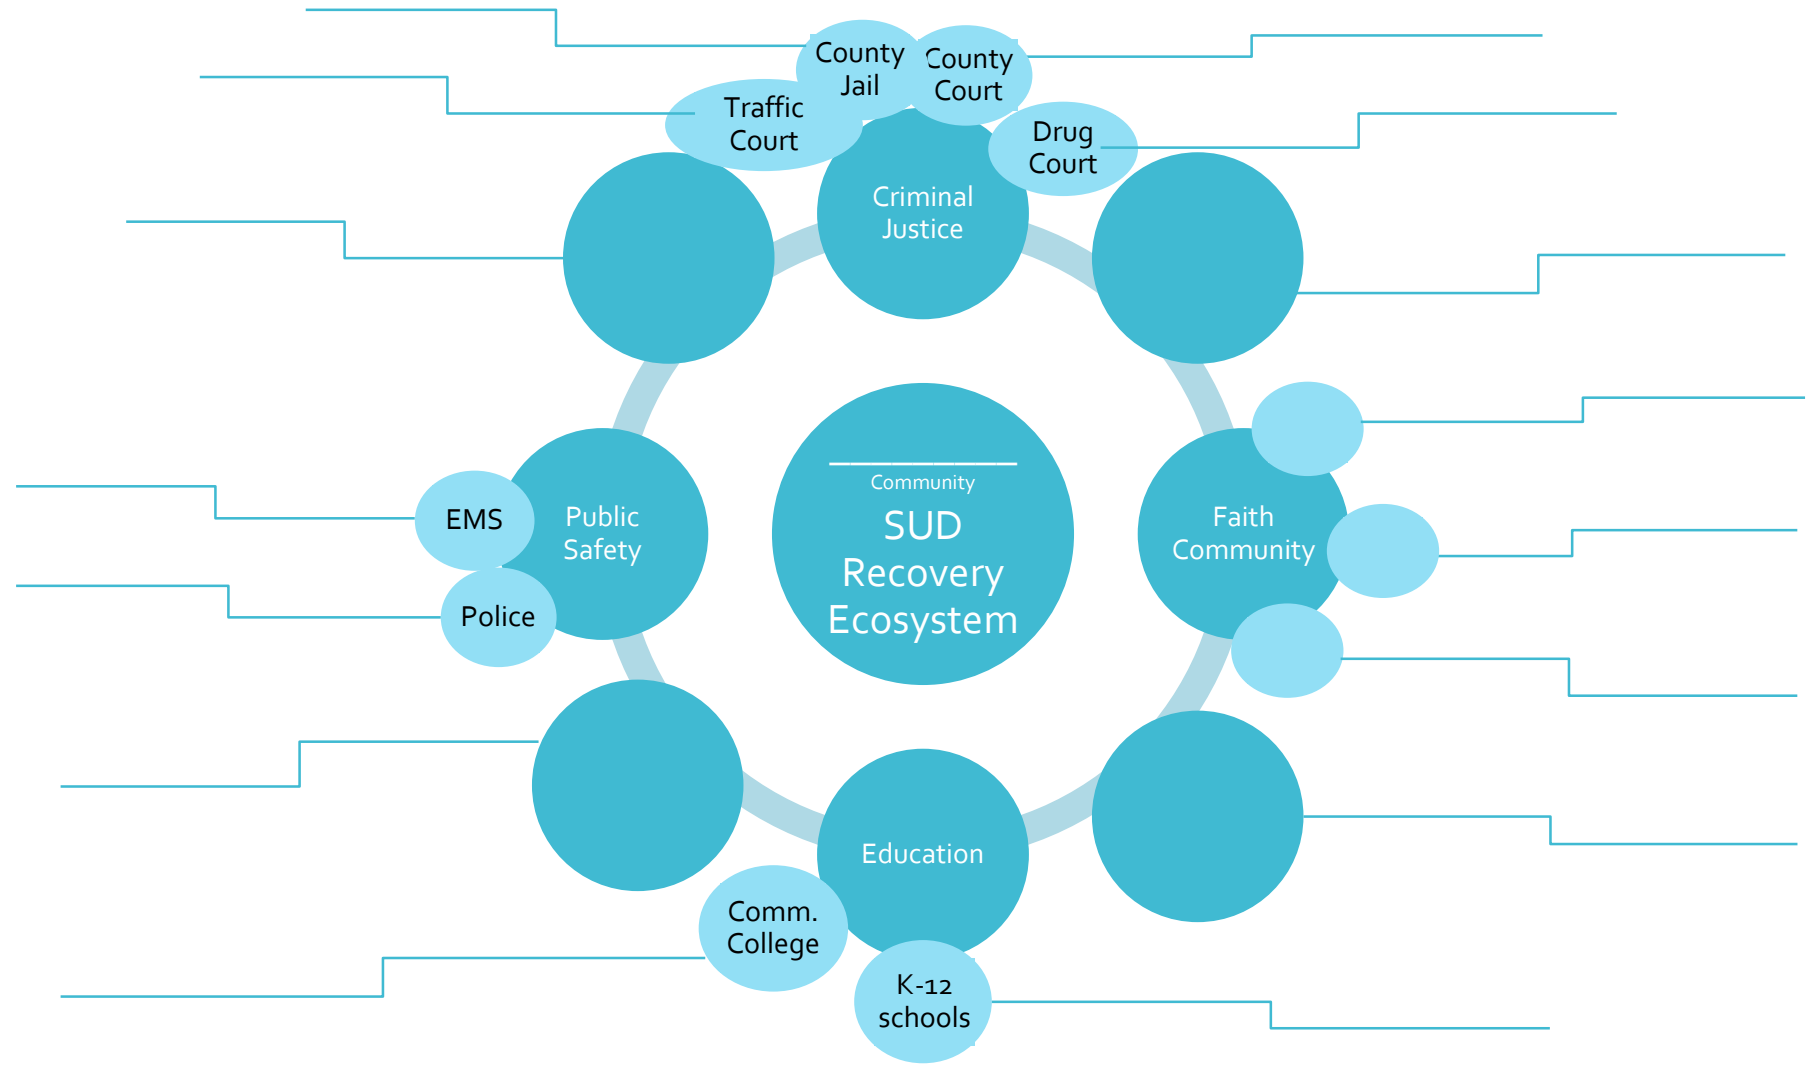 County
Jail
County
Court
Traffic
Court
Drug
Court
Criminal
Justice
_________
Community
SUD
Recovery
Ecosystem
EMS
Public
Safety
Police
Faith
Community
Education
Comm.
College
K-12
schools